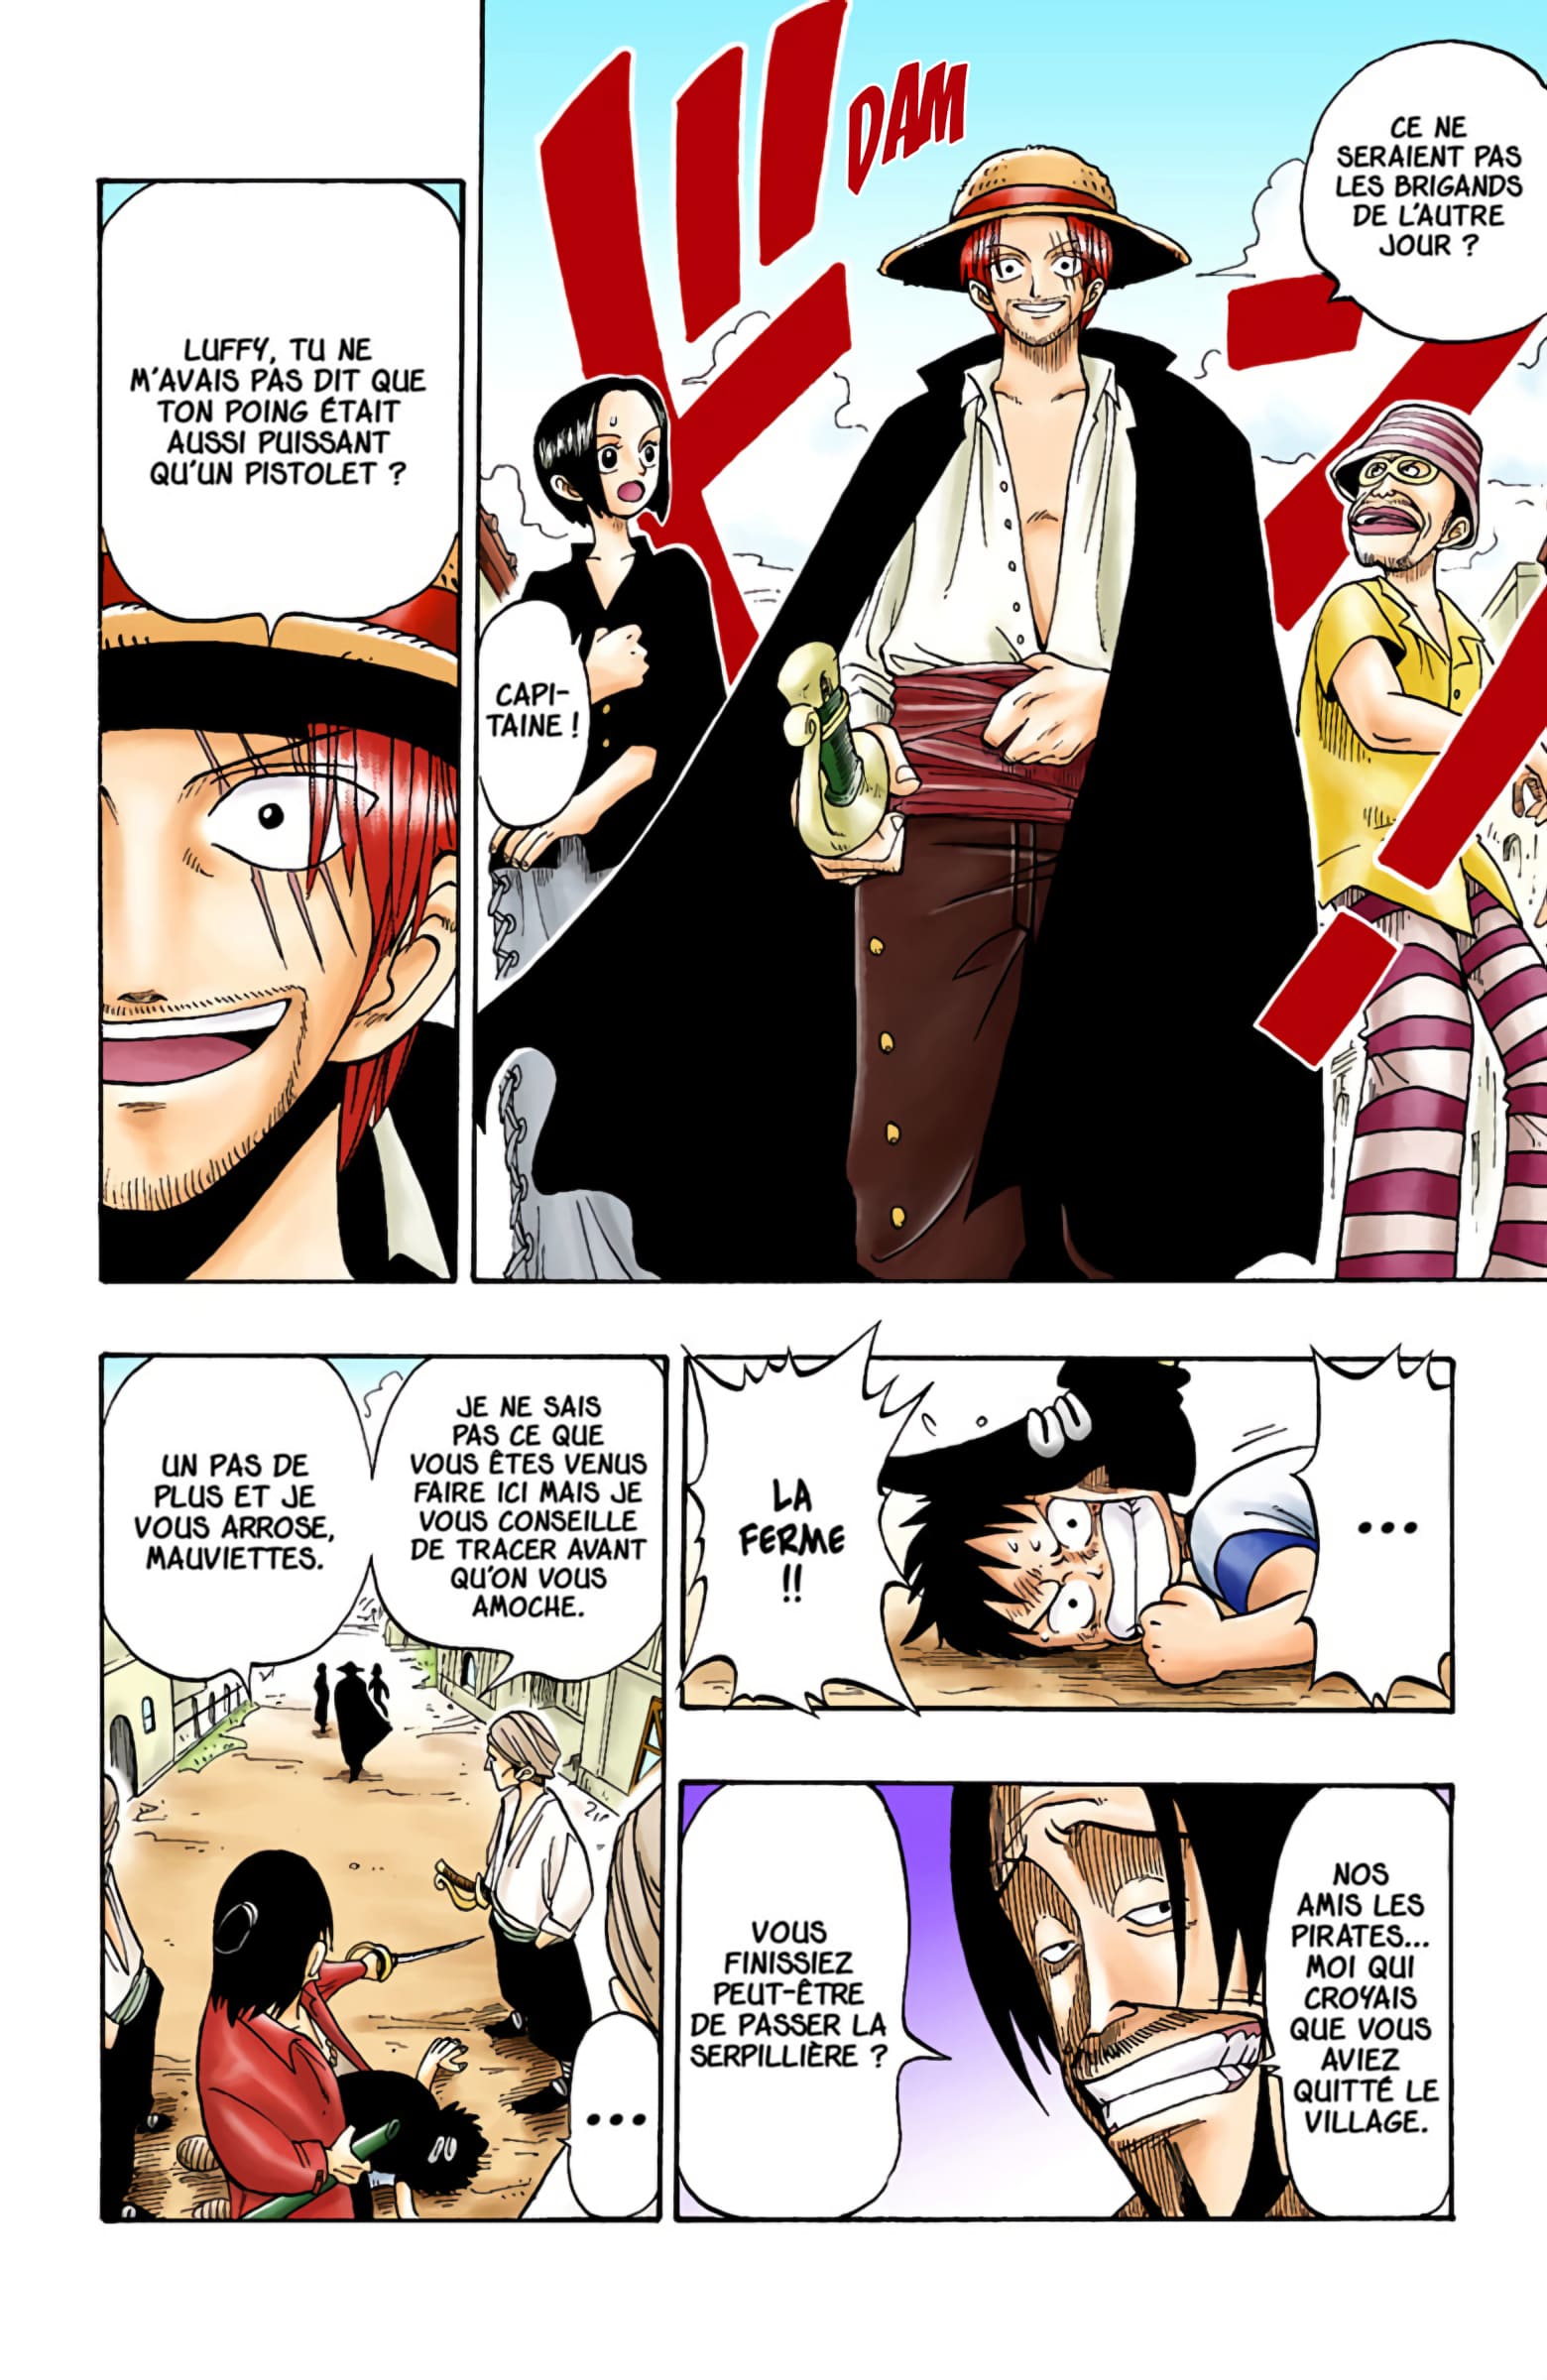 CE NE
SERAIENT PAS
LES BRIGANDS
DE L'AUTRE
JOUR ?
DAM
CAPI-
TAINE !
LUFFY, TU NE
M'AVAIS PAS DIT QUE
TON POING ÉTAIT
AUSSI PUISSANT
QU'UN PISTOLET ?
...
LA
FERME
!!
NOS
AMIS LES
PIRATES...
MOI QUI
CROYAIS
QUE VOUS
AVIEZ
QUITTÉ LE
VILLAGE.
VOUS
FINISSIEZ
PEUT-ÊTRE
DE PASSER LA
SERPILLIÈRE ?
JE NE SAIS
PAS CE QUE
VOUS ÊTES VENUS
FAIRE ICI MAIS JE
VOUS CONSEILLE
DE TRACER AVANT
QU'ON VOUS
AMOCHE.
UN PAS DE
PLUS ET JE
VOUS ARROSE,
MAUVIETTES.
...